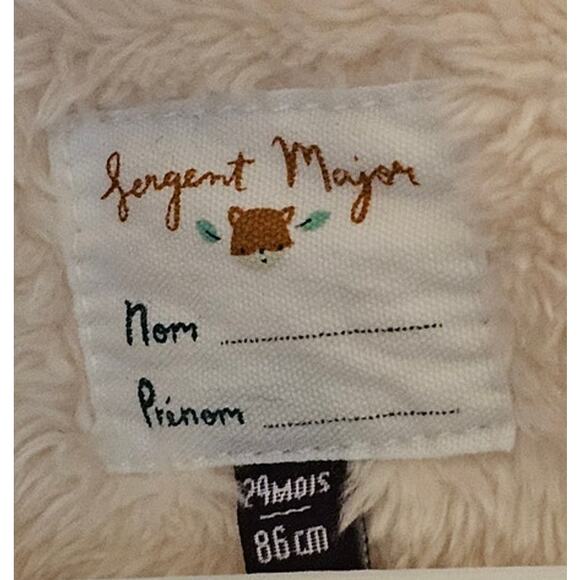 Sergent Major
Nom
Prénom
24MOIS
86cm